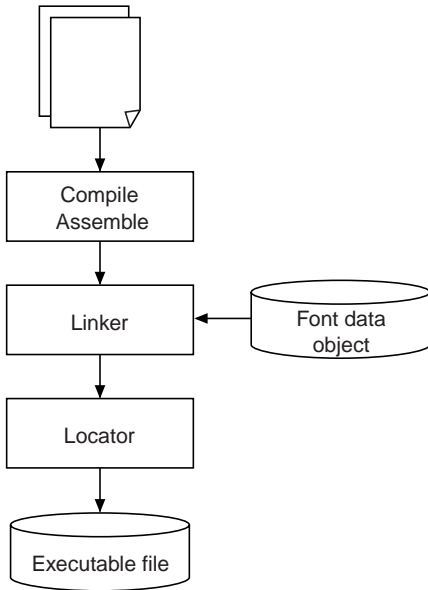 Compile
Assemble
Linker
Font data
object
Locator
Executable file